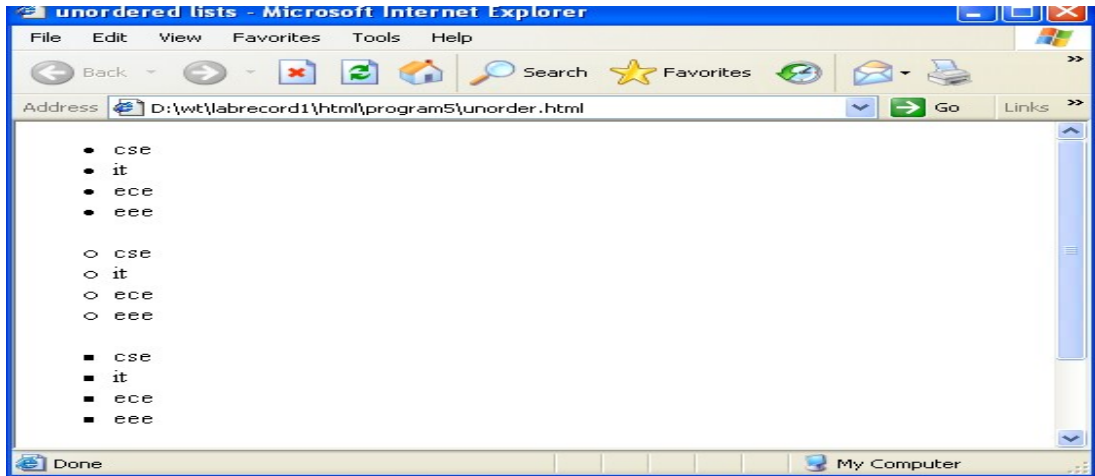 unordered lists - Microsoft Internet Explorer
File Edit View Favorites Tools Help
Back Search Favorites »
Address D:\wt\labrecord1\html\program5\unorder.html Go Links »
• cse
• it
• ece
• eee
○ cse
○ it
○ ece
○ eee
▪ cse
▪ it
▪ ece
▪ eee
Done My Computer